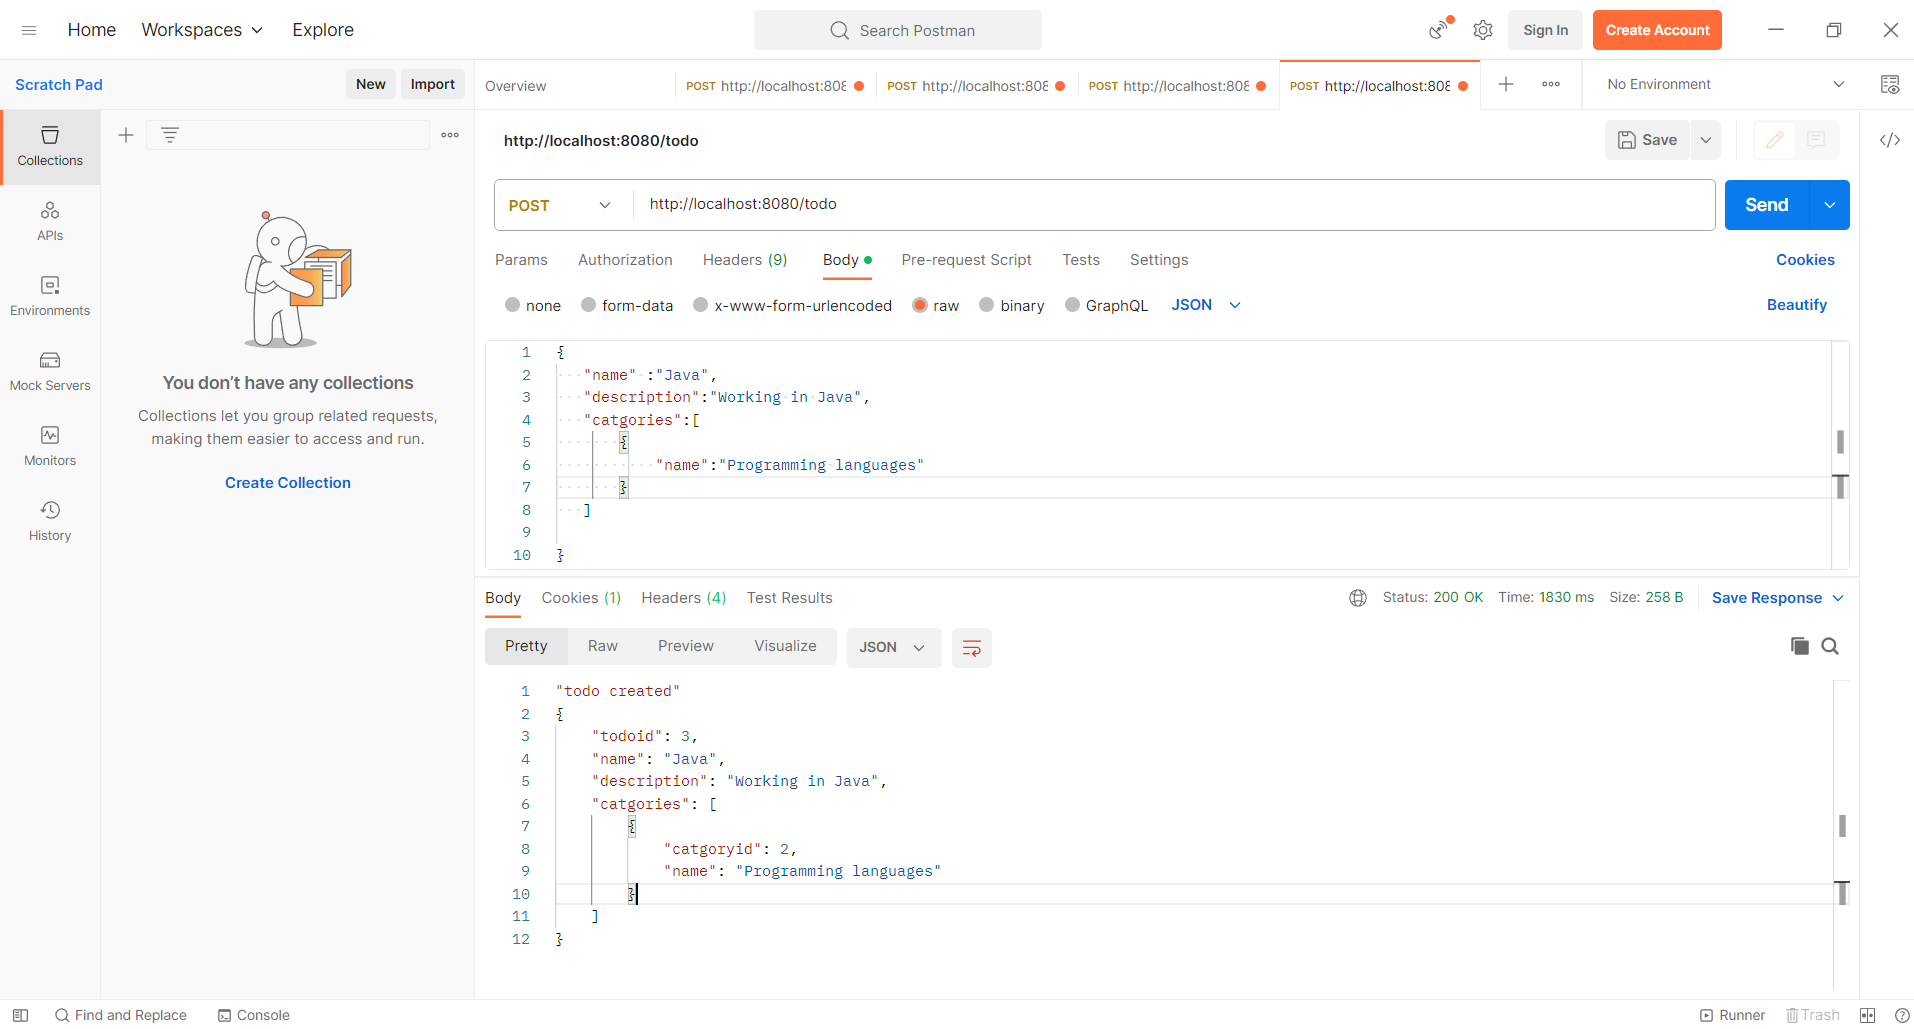 Home Workspaces Explore Search Postman Sign In Create Account
Scratch Pad New Import Overview POST http://localhost:808 POST http://localhost:808 POST http://localhost:808 POST http://localhost:808 No Environment
Collections
APIs
Environments
Mock Servers
Monitors
History
You don’t have any collections
Collections let you group related requests,
making them easier to access and run.
Create Collection
http://localhost:8080/todo Save
POST http://localhost:8080/todo Send
Params Authorization Headers (9) Body Pre-request Script Tests Settings Cookies
none form-data x-www-form-urlencoded raw binary GraphQL JSON Beautify
1 {
2 "name" :"Java",
3 "description":"Working in Java",
4 "catgories":[
5 {
6 "name":"Programming languages"
7 }
8 ]
9
10 }
Body Cookies (1) Headers (4) Test Results Status: 200 OK Time: 1830 ms Size: 258 B Save Response
Pretty Raw Preview Visualize JSON
1 "todo created"
2 {
3 "todoid": 3,
4 "name": "Java",
5 "description": "Working in Java",
6 "catgories": [
7 {
8 "catgoryid": 2,
9 "name": "Programming languages"
10 }
11 ]
12 }
Find and Replace Console Runner Trash